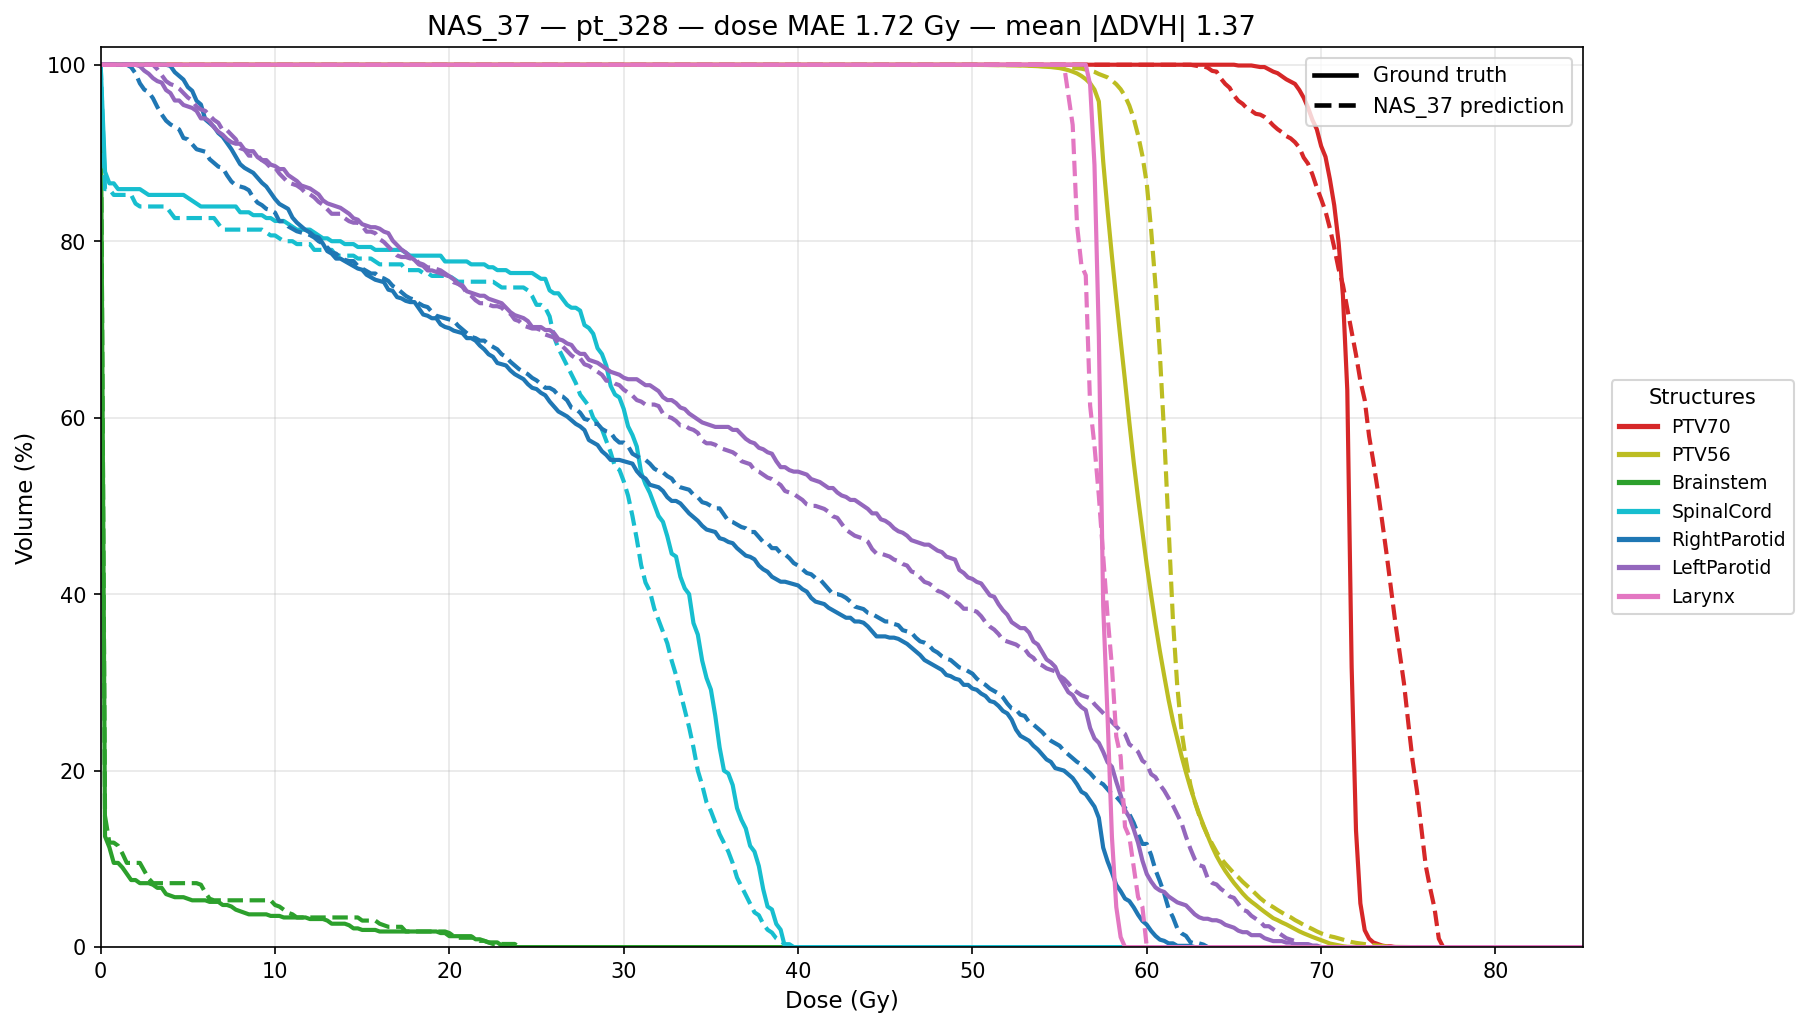 NAS_37 — pt_328 — dose MAE 1.72 Gy — mean |ΔDVH| 1.37
Ground truth
NAS_37 prediction
Volume (%)
100
80
60
40
20
0
0 10 20 30 40 50 60 70 80
Dose (Gy)
Structures
PTV70
PTV56
Brainstem
SpinalCord
RightParotid
LeftParotid
Larynx